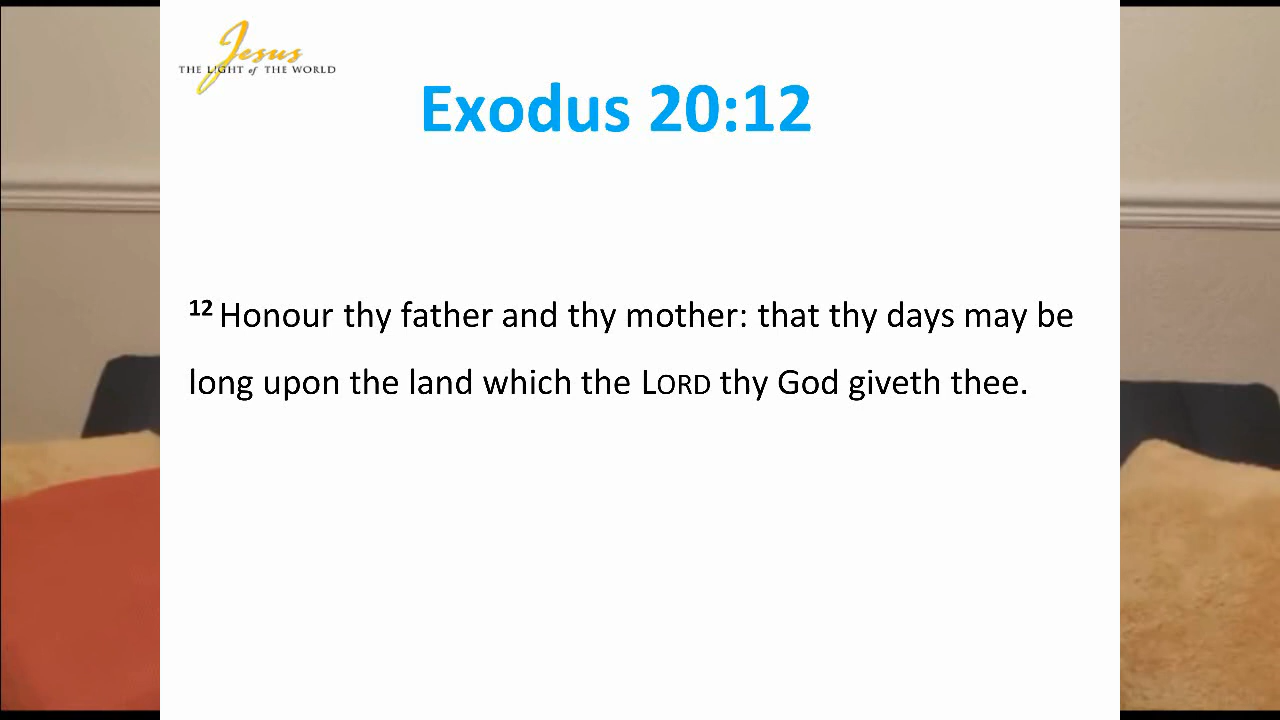 Jesus
THE LIGHT of THE WORLD
Exodus 20:12
12 Honour thy father and thy mother: that thy days may be
long upon the land which the LORD thy God giveth thee.